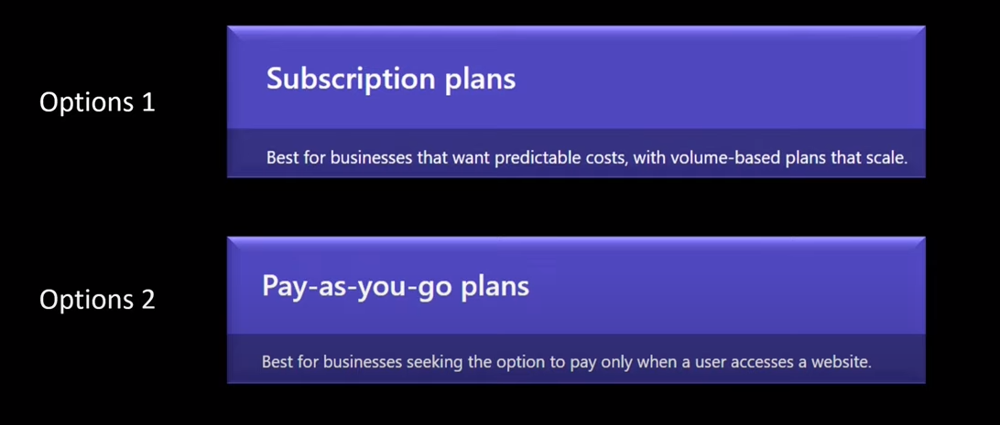 Options 1
Subscription plans
Best for businesses that want predictable costs, with volume-based plans that scale.
Options 2
Pay-as-you-go plans
Best for businesses seeking the option to pay only when a user accesses a website.